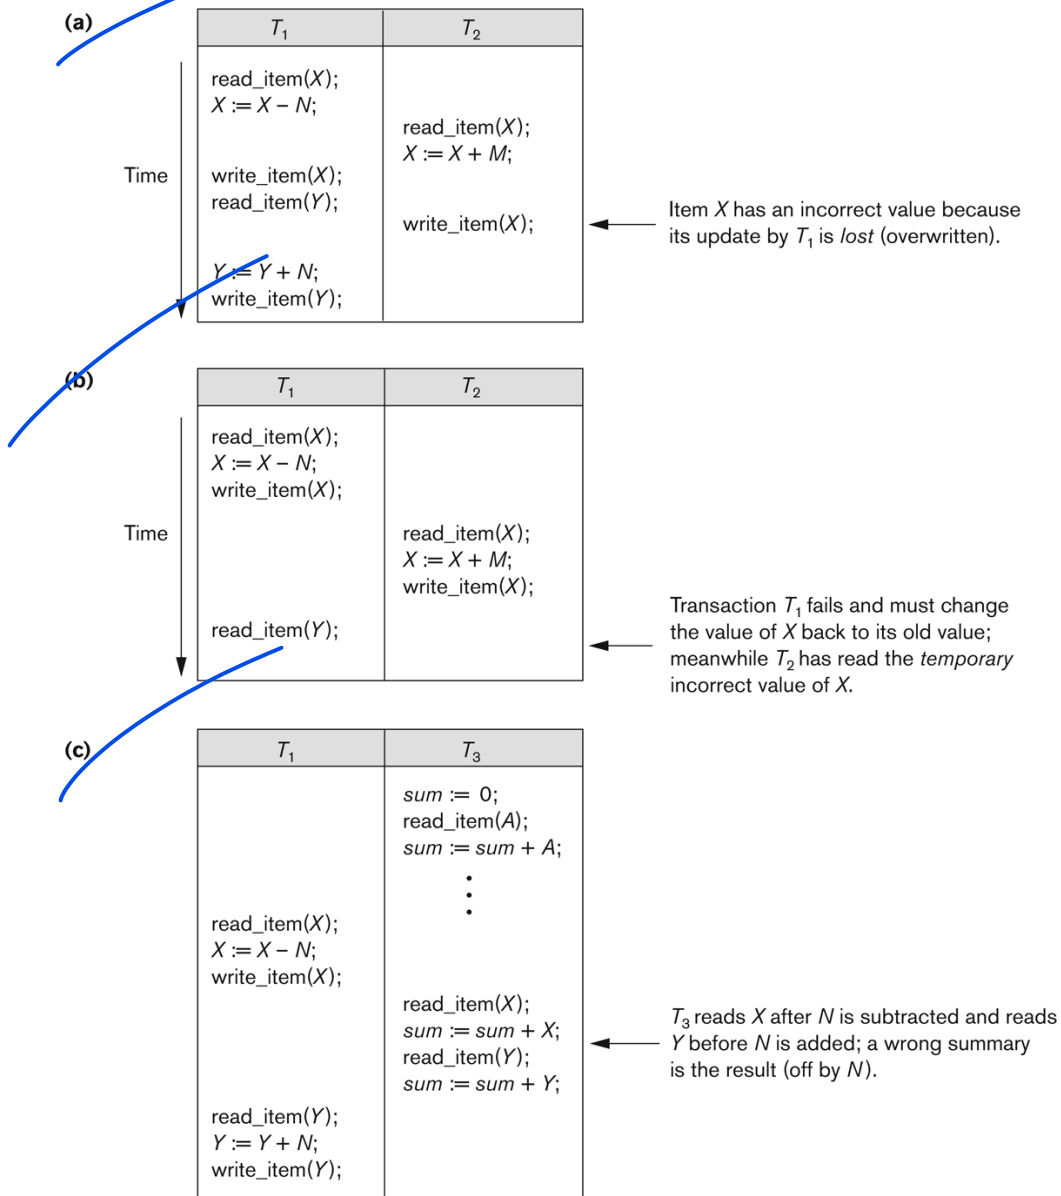 (a)
T1 T2
read_item(X);
X := X – N;
read_item(X);
X := X + M;
Time
write_item(X);
read_item(Y);
write_item(X);
Item X has an incorrect value because
its update by T1 is lost (overwritten).
Y := Y + N;
write_item(Y);
(b)
T1 T2
read_item(X);
X := X – N;
write_item(X);
Time
read_item(X);
X := X + M;
write_item(X);
read_item(Y);
Transaction T1 fails and must change
the value of X back to its old value;
meanwhile T2 has read the temporary
incorrect value of X.
(c)
T1 T3
sum := 0;
read_item(A);
sum := sum + A;
read_item(X);
X := X – N;
write_item(X);
read_item(X);
sum := sum + X;
read_item(Y);
sum := sum + Y;
T3 reads X after N is subtracted and reads
Y before N is added; a wrong summary
is the result (off by N).
read_item(Y);
Y := Y + N;
write_item(Y);